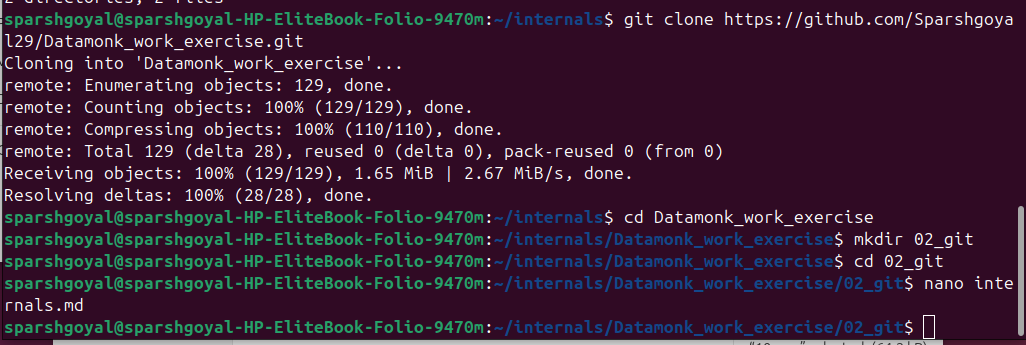 2 directories, 2 files
sparshgoyal@sparshgoyal-HP-EliteBook-Folio-9470m:~/internals$ git clone https://github.com/Sparshgoya
l29/Datamonk_work_exercise.git
Cloning into 'Datamonk_work_exercise'...
remote: Enumerating objects: 129, done.
remote: Counting objects: 100% (129/129), done.
remote: Compressing objects: 100% (110/110), done.
remote: Total 129 (delta 28), reused 0 (delta 0), pack-reused 0 (from 0)
Receiving objects: 100% (129/129), 1.65 MiB | 2.67 MiB/s, done.
Resolving deltas: 100% (28/28), done.
sparshgoyal@sparshgoyal-HP-EliteBook-Folio-9470m:~/internals$ cd Datamonk_work_exercise
sparshgoyal@sparshgoyal-HP-EliteBook-Folio-9470m:~/internals/Datamonk_work_exercise$ mkdir 02_git
sparshgoyal@sparshgoyal-HP-EliteBook-Folio-9470m:~/internals/Datamonk_work_exercise$ cd 02_git
sparshgoyal@sparshgoyal-HP-EliteBook-Folio-9470m:~/internals/Datamonk_work_exercise/02_git$ nano inte
rnals.md
sparshgoyal@sparshgoyal-HP-EliteBook-Folio-9470m:~/internals/Datamonk_work_exercise/02_git$